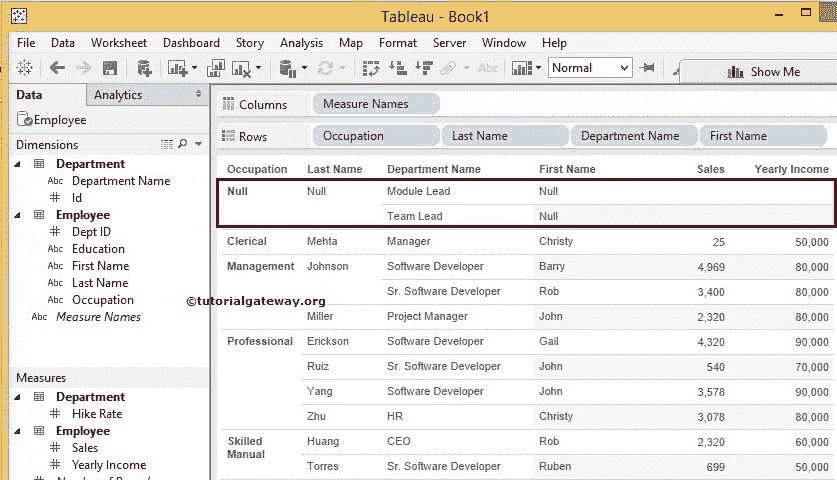 Tableau - Book1
File Data Worksheet Dashboard Story Analysis Map Format Server Window Help
Abc Normal Show Me
Data Analytics
Employee
Dimensions
Department
Abc Department Name
# Id
Employee
# Dept ID
Abc Education
Abc First Name
Abc Last Name
Abc Occupation
Abc Measure Names
Measures
Department
# Hike Rate
Employee
# Sales
# Yearly Income
Columns Measure Names
Rows Occupation Last Name Department Name First Name
Occupation Last Name Department Name First Name Sales Yearly Income
Null Null Module Lead Null
Team Lead Null
Clerical Mehta Manager Christy 25 50,000
Management Johnson Software Developer Barry 4,969 80,000
Sr. Software Developer Rob 3,400 80,000
©tutorialgateway.org
Miller Project Manager John 2,320 80,000
Professional Erickson Software Developer Gail 4,320 90,000
Ruiz Sr. Software Developer John 540 70,000
Yang Software Developer John 3,578 90,000
Zhu HR Christy 3,078 80,000
Skilled Manual Huang CEO Rob 2,320 60,000
Torres Sr. Software Developer Ruben 699 50,000